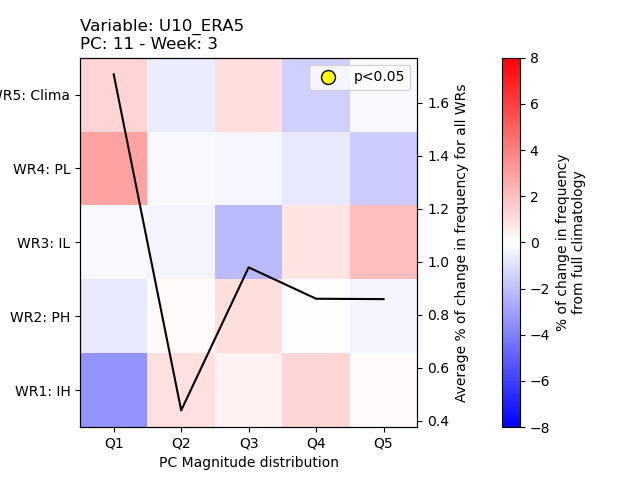 Variable: U10_ERA5
PC: 11 - Week: 3
p<0.05
WR5: Clima
WR4: PL
WR3: IL
WR2: PH
WR1: IH
Q1 Q2 Q3 Q4 Q5
PC Magnitude distribution
1.6
1.4
1.2
1.0
0.8
0.6
0.4
Average % of change in frequency for all WRs
8
6
4
2
0
−2
−4
−6
−8
% of change in frequency
from full climatology